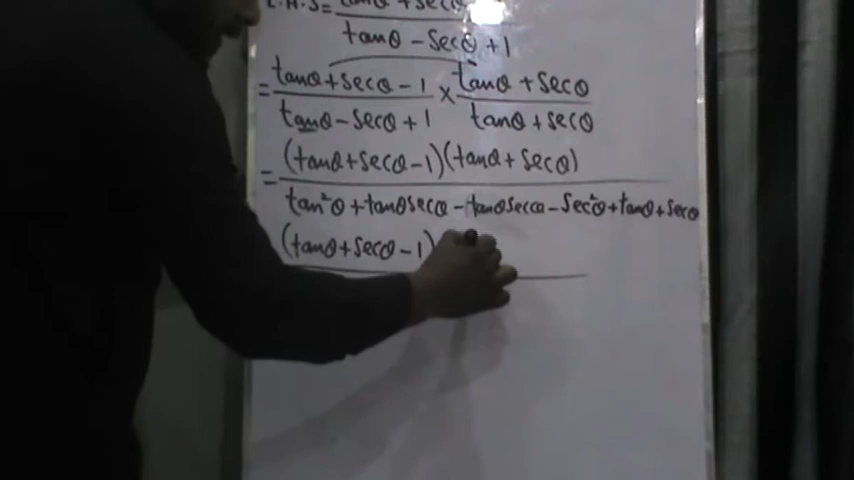 L.H.S = tanθ + secθ
tanθ - secθ + 1
= tanθ + secθ - 1 × tanθ + secθ
tanθ - secθ + 1 tanθ + secθ
= (tanθ + secθ - 1)(tanθ + secθ)
tan²θ + tanθsecθ - tanθsecθ - sec²θ + tanθ + secθ
(tanθ + secθ - 1)